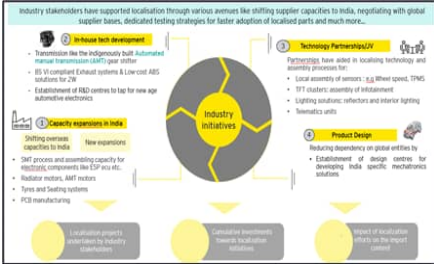 Industry stakeholders have supported localisation through various avenues like shifting supplier capacities to India, negotiating with global
supplier bases, dedicated testing strategies for faster adoption of localised parts and much more...
2 In-house tech development
Transmission like the indigenously built Automated
manual transmission (AMT) gear shifter
BS VI compliant Exhaust systems & Low-cost ABS
solutions for 2W
Establishment of R&D centres to tap for new age
automotive electronics
1 Capacity expansions in India
Shifting overseas
capacities to India
New expansions
SMT process and assembling capacity for
electronic components like ESP ecu etc.
Radiator motors, AMT motors
Tyres and Seating systems
PCB manufacturing
Industry
Initiatives
3 Technology Partnerships/JV
Partnerships have aided in localising technology and
assembly processes for:
Local assembly of sensors : e.g Wheel speed, TPMS
TFT clusters: assembly of Infotainment
Lighting solutions: reflectors and interior lighting
Telematics units
4 Product Design
Reducing dependency on global entities by
Establishment of design centres for
developing India specific mechatronics
solutions
Localisation projects
undertaken by industry
stakeholders
Cumulative investments
towards localisation
initiatives
Impact of localization
efforts on the import
content